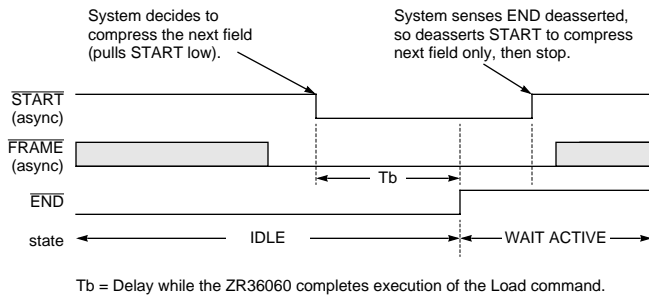 System decides to
compress the next field
(pulls START low).
System senses END deasserted,
so deasserts START to compress
next field only, then stop.
START
(async)
FRAME
(async)
Tb
END
state
IDLE
WAIT ACTIVE
Tb = Delay while the ZR36060 completes execution of the Load command.